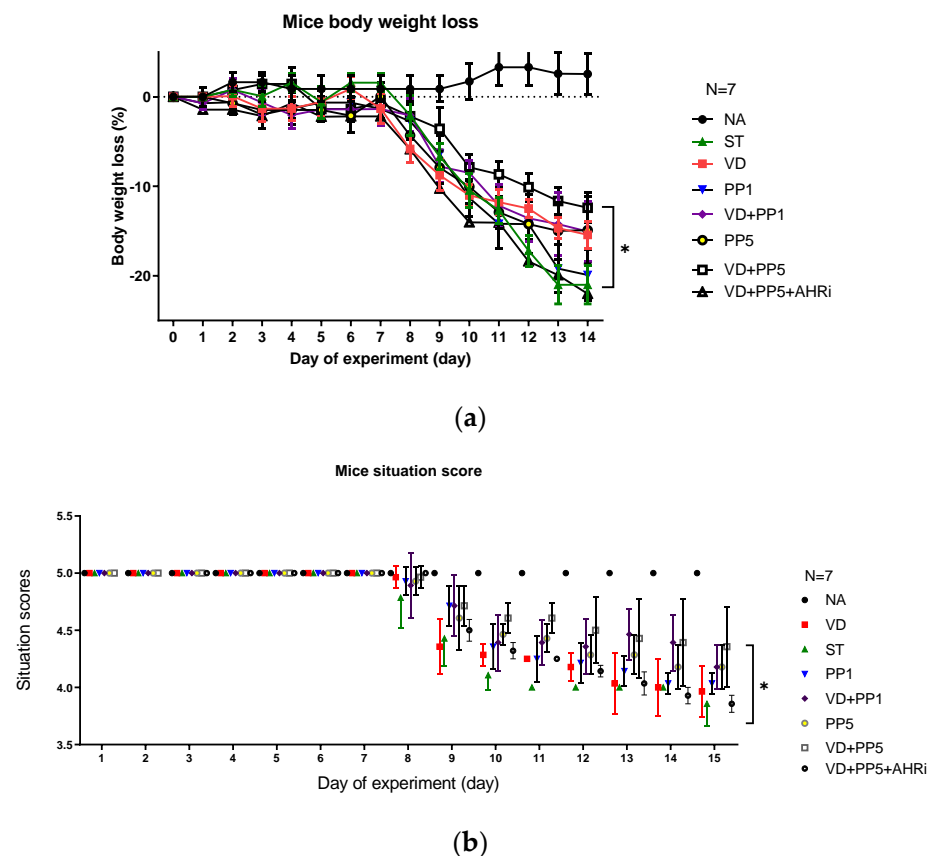 Mice body weight loss
0
-10
-20
Body weight loss (%)
0 1 2 3 4 5 6 7 8 9 10 11 12 13 14
Day of experiment (day)
*
N=7
NA
ST
VD
PP1
VD+PP1
PP5
VD+PP5
VD+PP5+AHRi
(a)
Mice situation score
5.5
5.0
4.5
4.0
3.5
Situation scores
1 2 3 4 5 6 7 8 9 10 11 12 13 14 15
Day of experiment (day)
*
N=7
NA
VD
ST
PP1
VD+PP1
PP5
VD+PP5
VD+PP5+AHRi
(b)